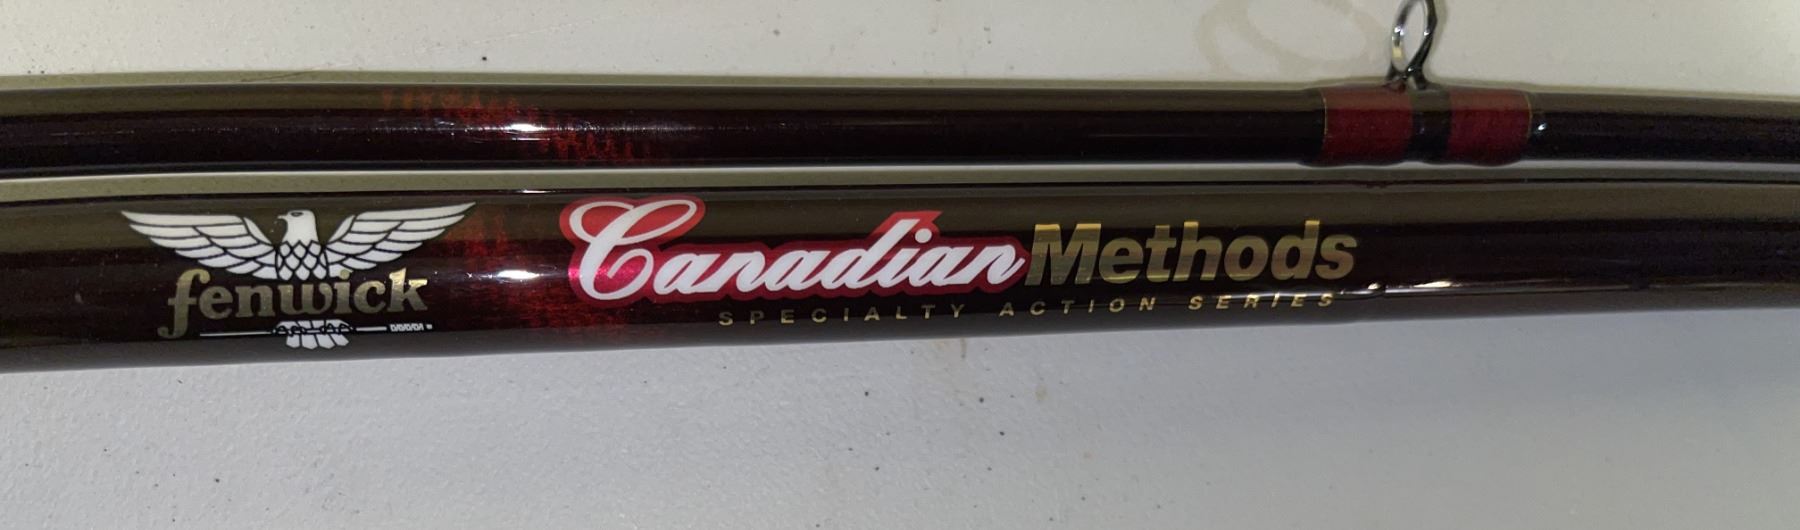 fenwick
Canadian Methods
SPECIALTY ACTION SERIES